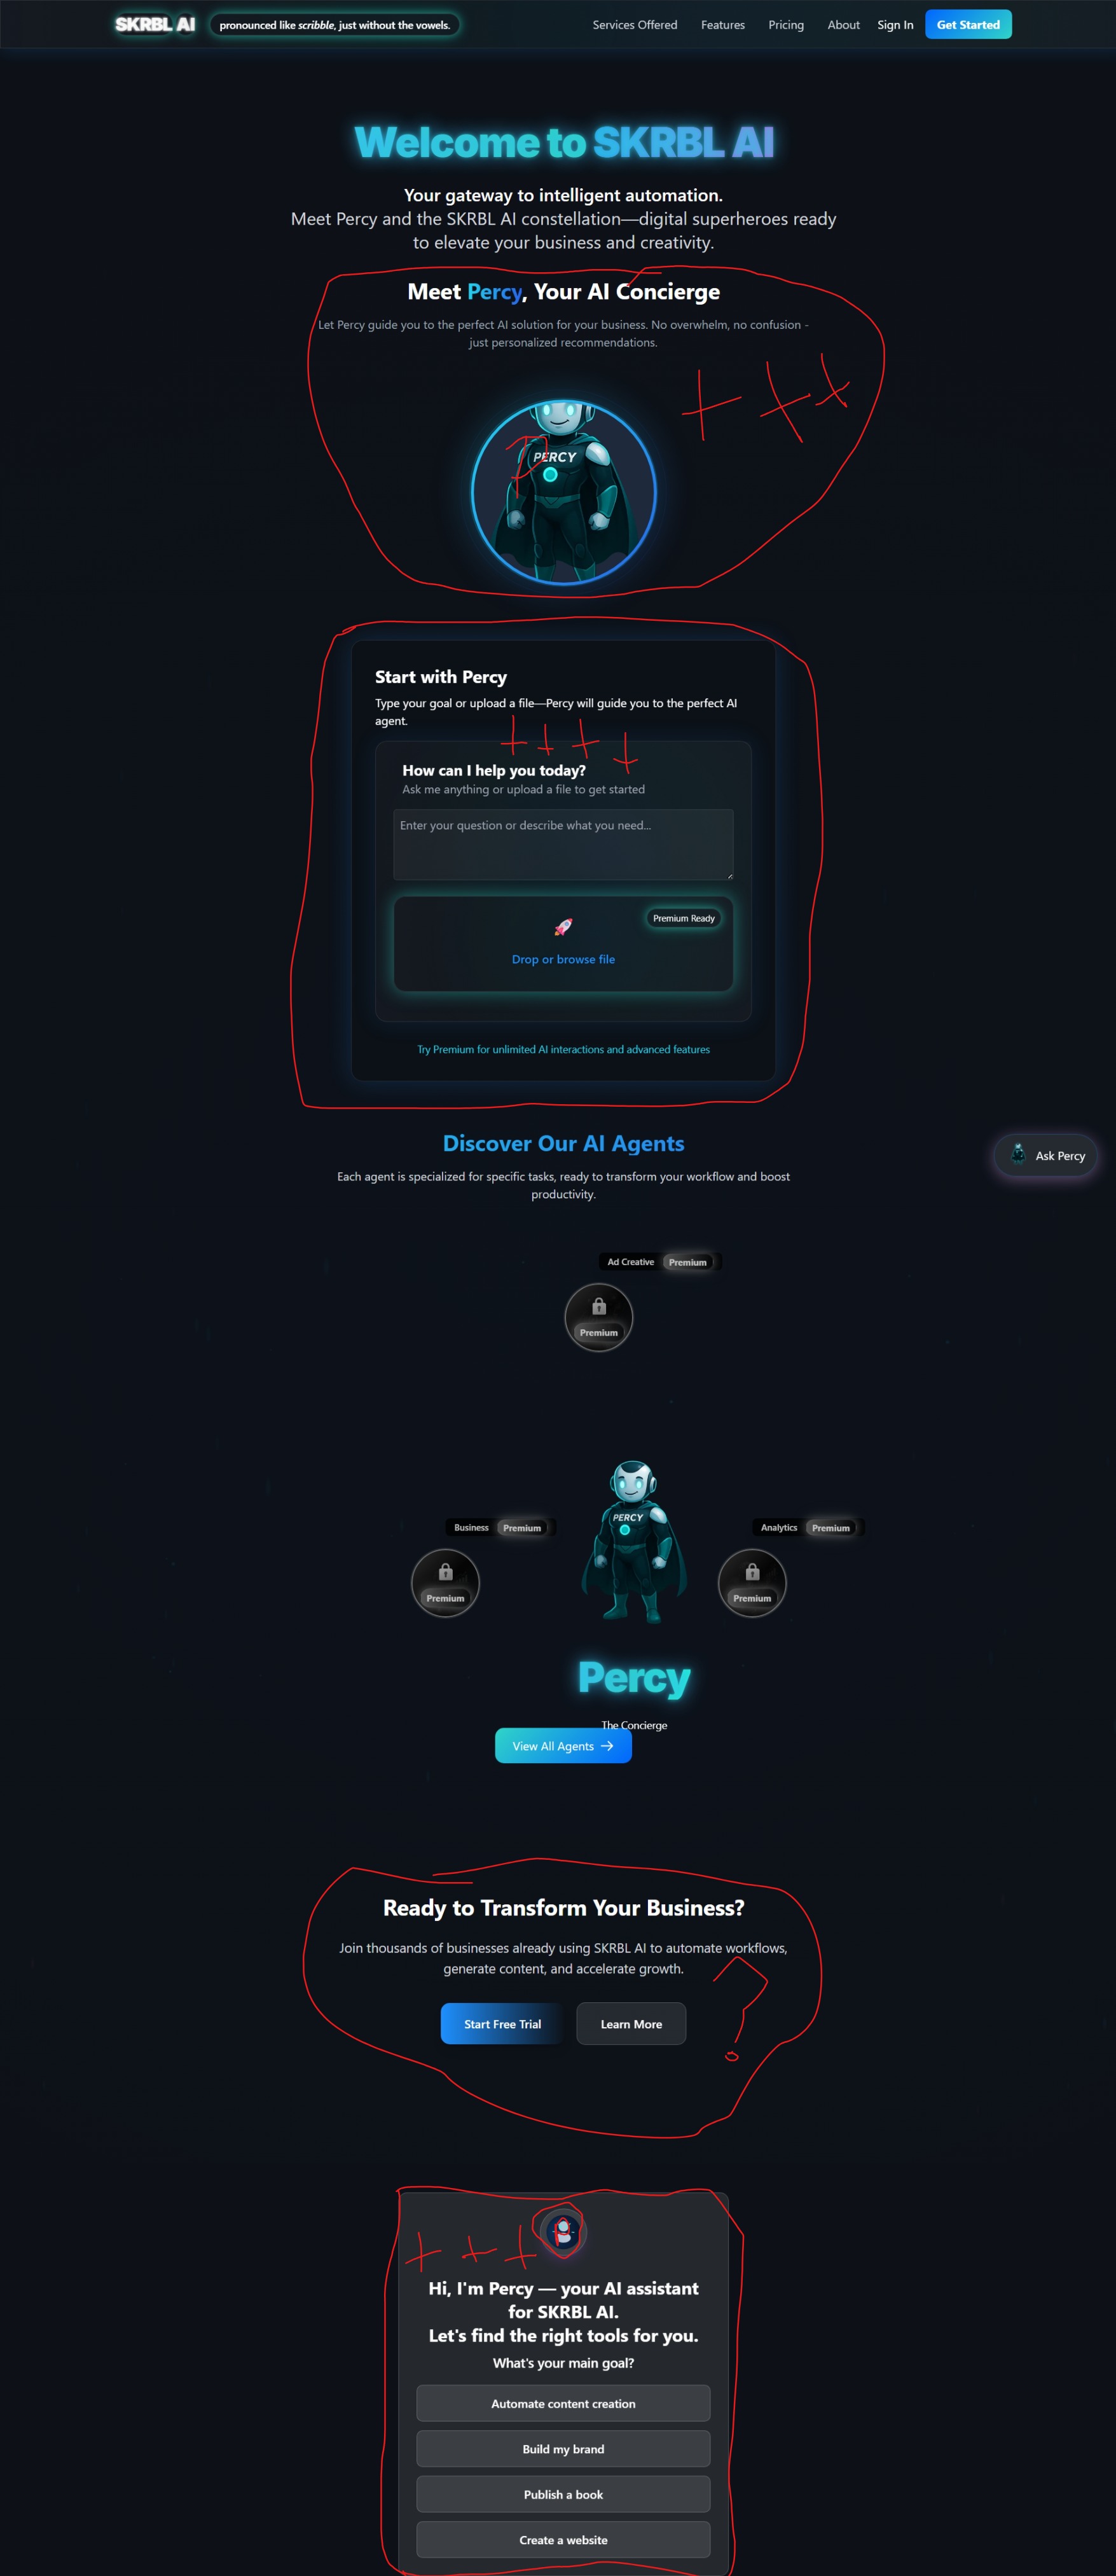 SKRBL AI
pronounced like scribble, just without the vowels.
Services Offered
Features
Pricing
About
Sign In
Get Started
Welcome to SKRBL AI
Your gateway to intelligent automation.
Meet Percy and the SKRBL AI constellation—digital superheroes ready
to elevate your business and creativity.
Meet Percy, Your AI Concierge
Let Percy guide you to the perfect AI solution for your business. No overwhelm, no confusion -
just personalized recommendations.
PERCY
Start with Percy
Type your goal or upload a file—Percy will guide you to the perfect AI
agent.
How can I help you today?
Ask me anything or upload a file to get started
Enter your question or describe what you need...
Premium Ready
Drop or browse file
Try Premium for unlimited AI interactions and advanced features
Discover Our AI Agents
Ask Percy
Each agent is specialized for specific tasks, ready to transform your workflow and boost
productivity.
Ad Creative
Premium
Premium
PERCY
Business
Premium
Premium
Analytics
Premium
Premium
Percy
The Concierge
View All Agents →
Ready to Transform Your Business?
Join thousands of businesses already using SKRBL AI to automate workflows,
generate content, and accelerate growth.
?
Start Free Trial
Learn More
Hi, I'm Percy — your AI assistant
for SKRBL AI.
Let's find the right tools for you.
What's your main goal?
Automate content creation
Build my brand
Publish a book
Create a website